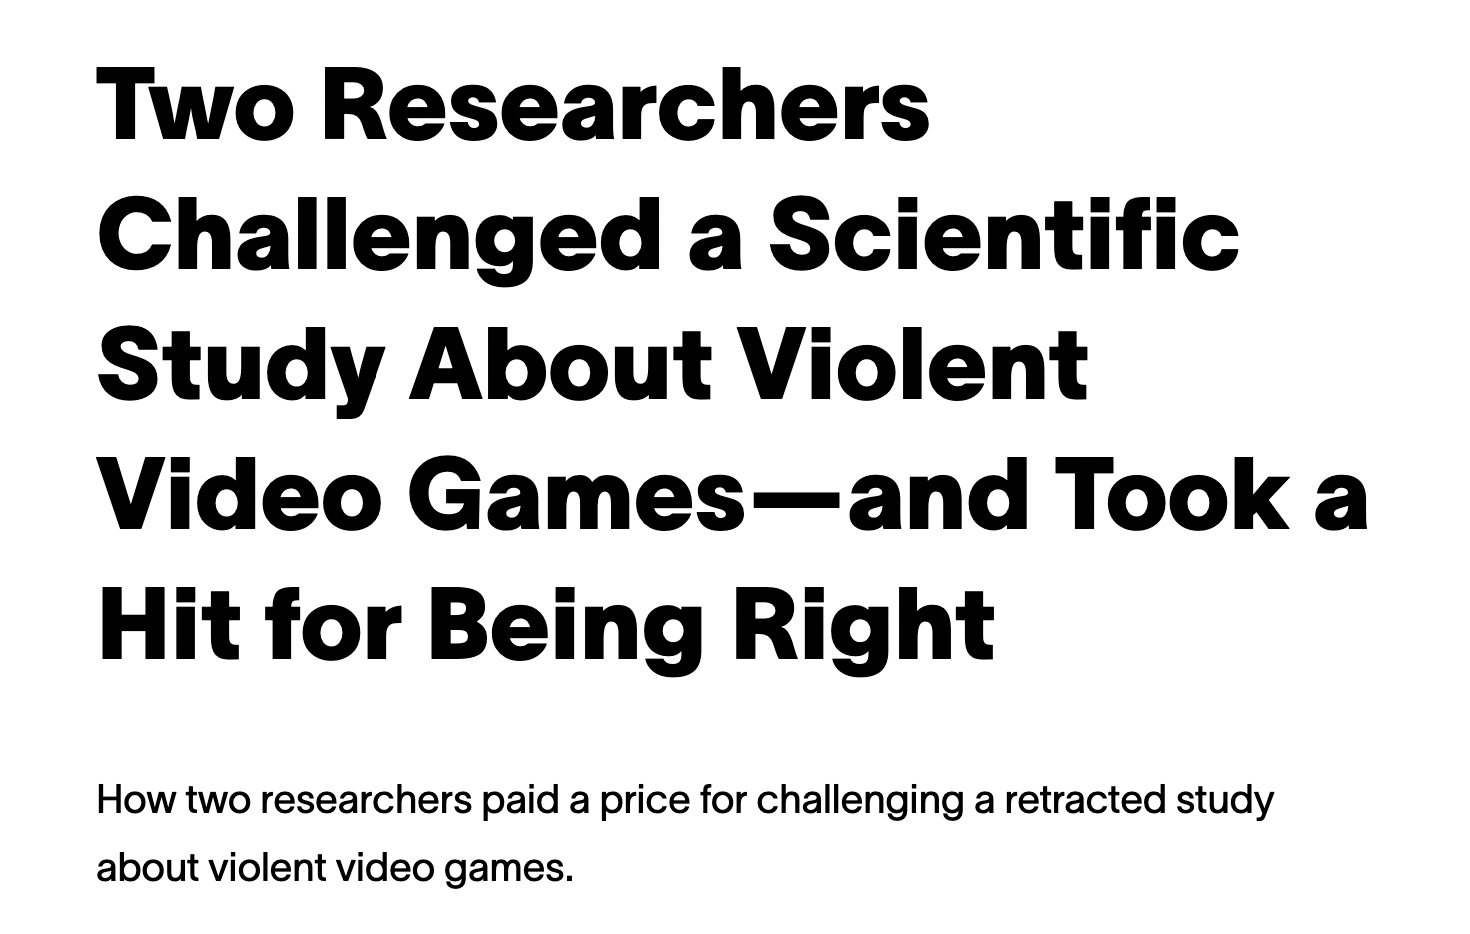 Two Researchers
Challenged a Scientific
Study About Violent
Video Games—and Took a
Hit for Being Right
How two researchers paid a price for challenging a retracted study
about violent video games.